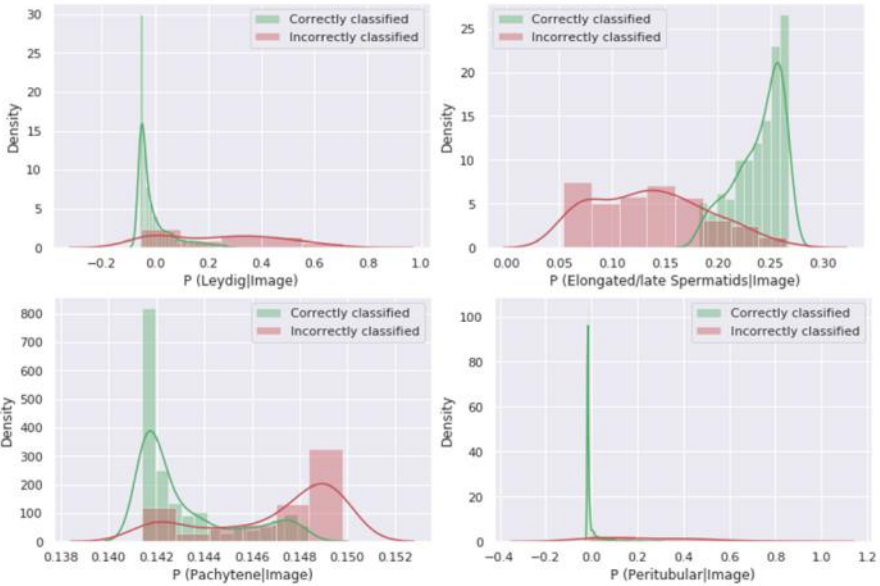 30
25
20
15
10
5
0
Density
Correctly classified
Incorrectly classified
−0.2 0.0 0.2 0.4 0.6 0.8 1.0
P (Leydig|Image)
25
20
15
10
5
0
Density
Correctly classified
Incorrectly classified
0.00 0.05 0.10 0.15 0.20 0.25 0.30
P (Elongated/late Spermatids|Image)
800
700
600
500
400
300
200
100
0
Density
Correctly classified
Incorrectly classified
0.138 0.140 0.142 0.144 0.146 0.148 0.150 0.152
P (Pachytene|Image)
100
80
60
40
20
0
Density
Correctly classified
Incorrectly classified
−0.4 −0.2 0.0 0.2 0.4 0.6 0.8 1.0 1.2
P (Peritubular|Image)